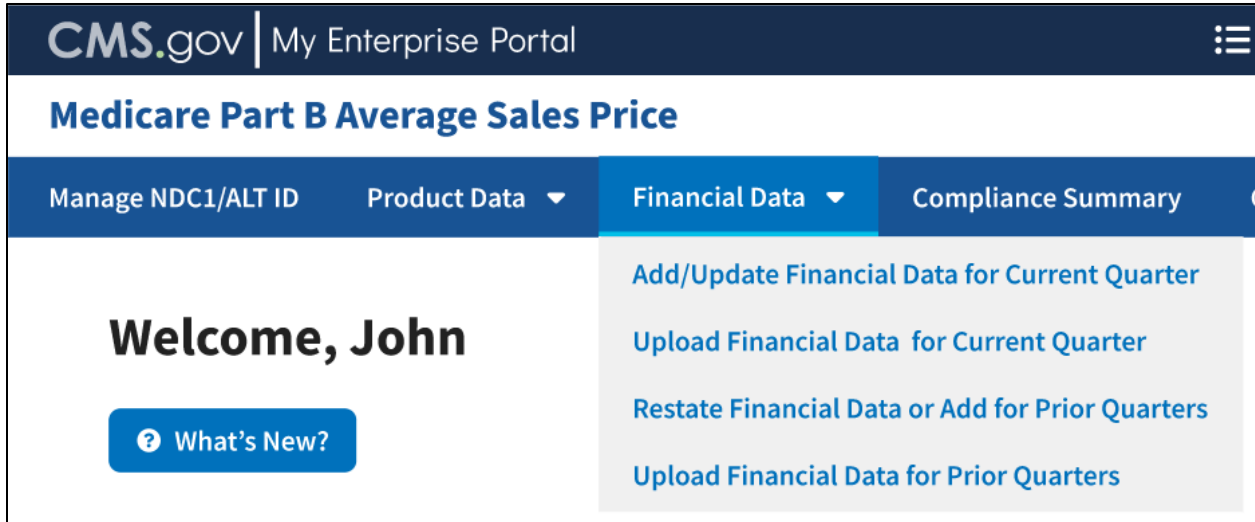 CMS.gov My Enterprise Portal
Medicare Part B Average Sales Price
Manage NDC1/ALT ID Product Data Financial Data Compliance Summary
Add/Update Financial Data for Current Quarter
Welcome, John
Upload Financial Data for Current Quarter
Restate Financial Data or Add for Prior Quarters
? What's New?
Upload Financial Data for Prior Quarters